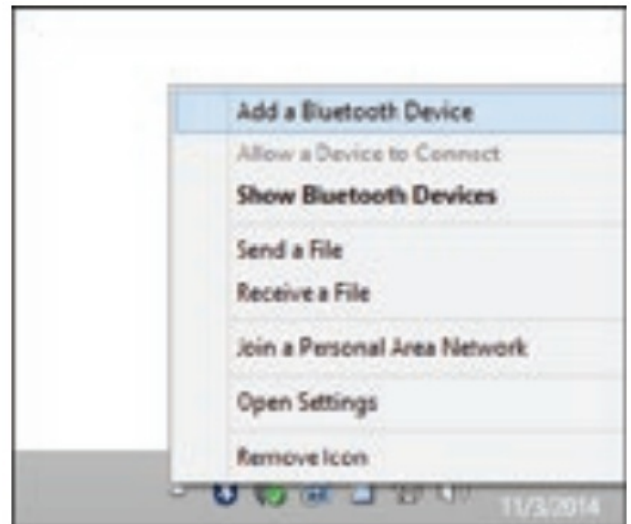 Add a Bluetooth Device
Allow a Device to Connect
Show Bluetooth Devices
Send a File
Receive a File
Join a Personal Area Network
Open Settings
Remove Icon
11/3/2014